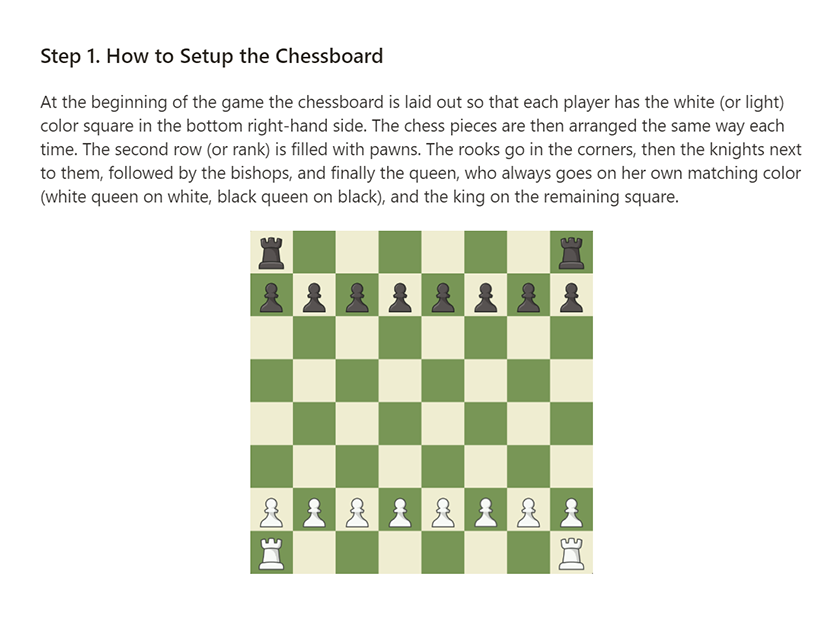 Step 1. How to Setup the Chessboard
At the beginning of the game the chessboard is laid out so that each player has the white (or light)
color square in the bottom right-hand side. The chess pieces are then arranged the same way each
time. The second row (or rank) is filled with pawns. The rooks go in the corners, then the knights next
to them, followed by the bishops, and finally the queen, who always goes on her own matching color
(white queen on white, black queen on black), and the king on the remaining square.